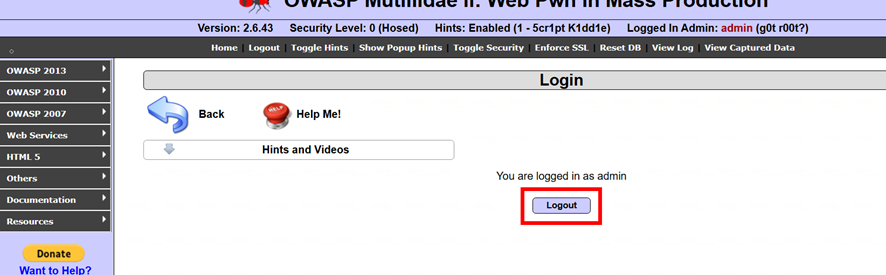 OWASP Mutillidae II: Web Pwn in Mass Production
Version: 2.6.43 Security Level: 0 (Hosed) Hints: Enabled (1 - 5cr1pt K1dd1e) Logged In Admin: admin (g0t r00t?)
Home | Logout | Toggle Hints | Show Popup Hints | Toggle Security | Enforce SSL | Reset DB | View Log | View Captured Data
OWASP 2013
OWASP 2010
OWASP 2007
Web Services
HTML 5
Others
Documentation
Resources
Donate
Want to Help?
Login
Back
HELP
Help Me!
Hints and Videos
You are logged in as admin
Logout